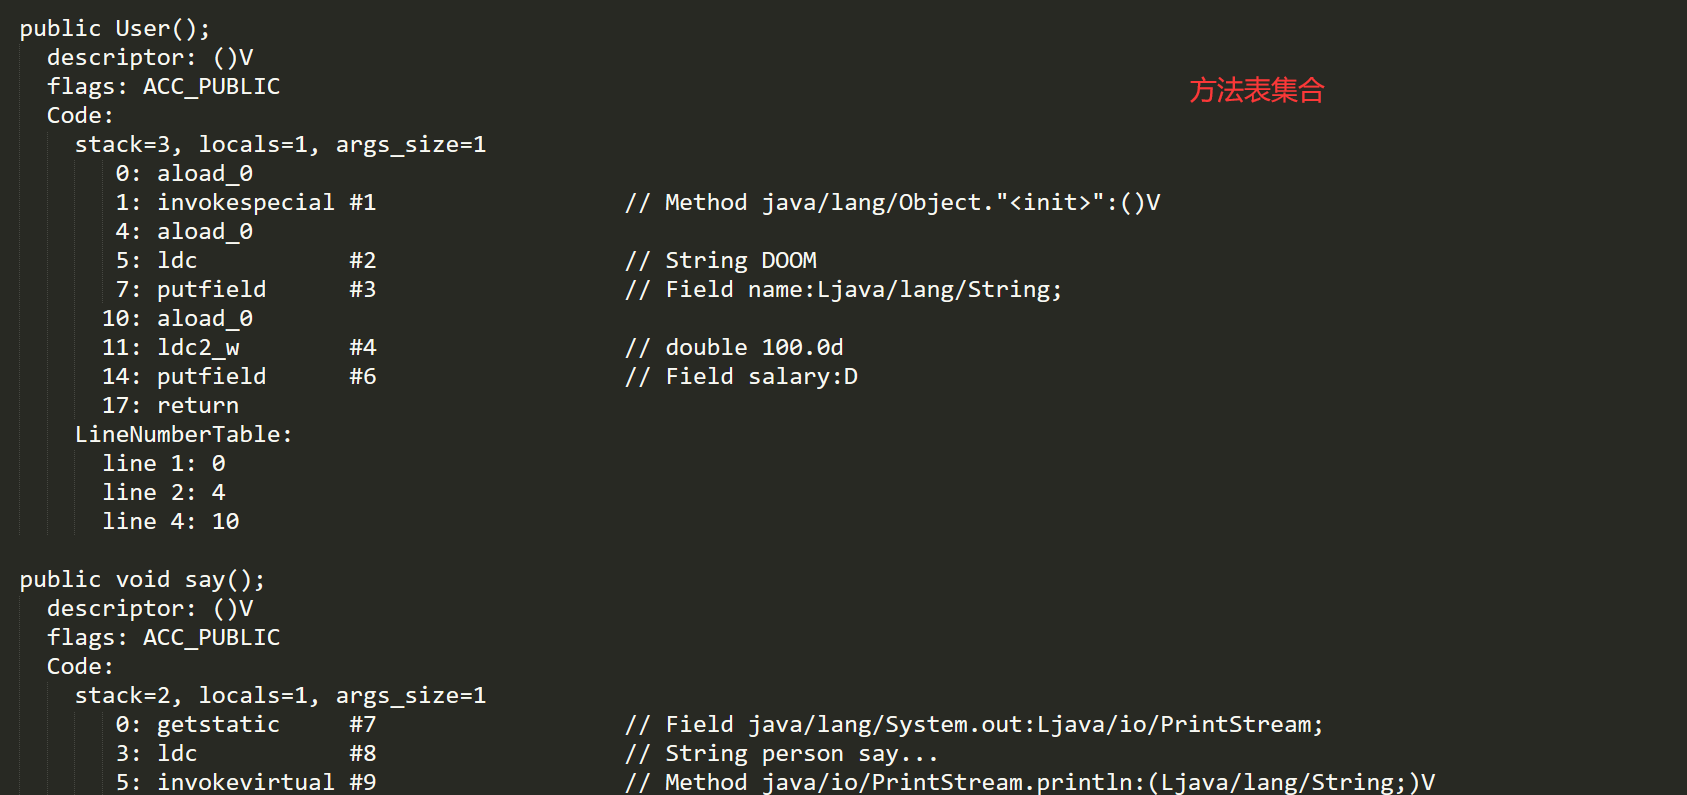 public User();
descriptor: ()V
flags: ACC_PUBLIC
方法表集合
Code:
stack=3, locals=1, args_size=1
0: aload_0
1: invokespecial #1 // Method java/lang/Object."<init>":()V
4: aload_0
5: ldc #2 // String DOOM
7: putfield #3 // Field name:Ljava/lang/String;
10: aload_0
11: ldc2_w #4 // double 100.0d
14: putfield #6 // Field salary:D
17: return
LineNumberTable:
line 1: 0
line 2: 4
line 4: 10
public void say();
descriptor: ()V
flags: ACC_PUBLIC
Code:
stack=2, locals=1, args_size=1
0: getstatic #7 // Field java/lang/System.out:Ljava/io/PrintStream;
3: ldc #8 // String person say...
5: invokevirtual #9 // Method java/io/PrintStream.println:(Ljava/lang/String;)V